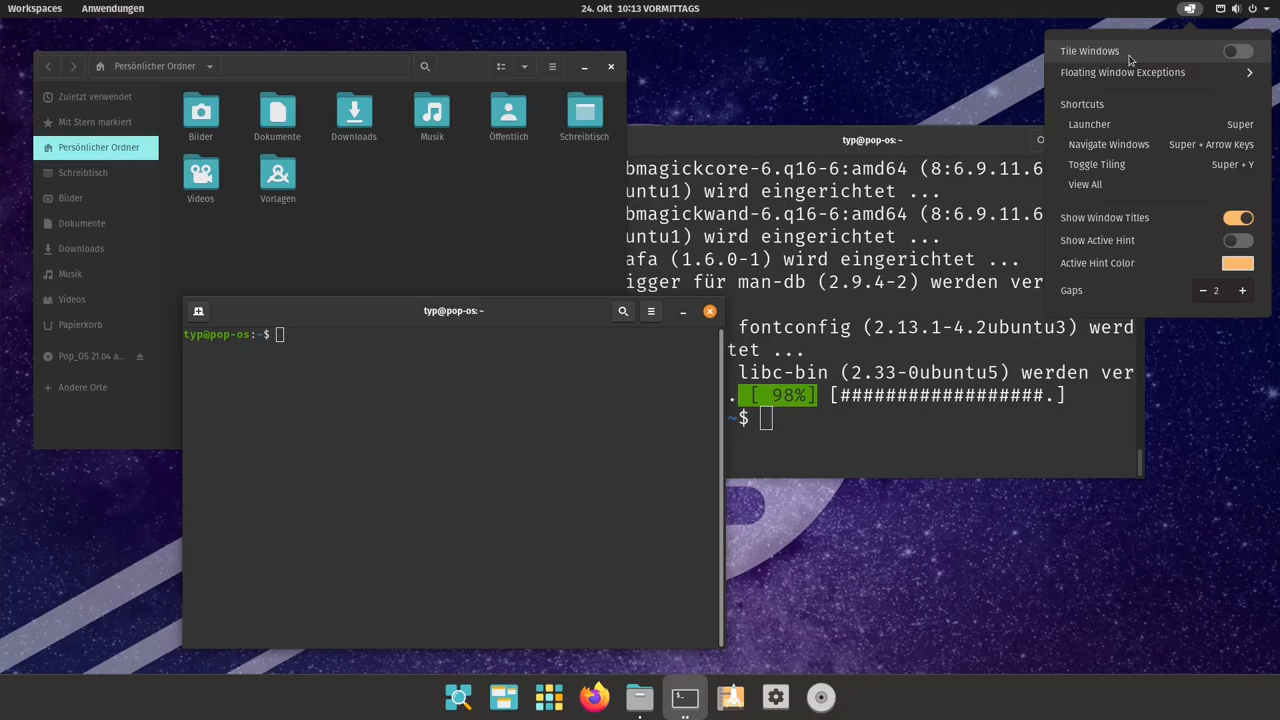 Workspaces
Anwendungen
24. Okt 10:13 VORMITTAGS
Persönlicher Ordner
Zuletzt verwendet
Mit Stern markiert
Persönlicher Ordner
Schreibtisch
Bilder
Dokumente
Downloads
Musik
Videos
Papierkorb
Pop_OS 21.04 a...
Andere Orte
Bilder
Dokumente
Downloads
Musik
Öffentlich
Schreibtisch
Videos
Vorlagen
typ@pop-os: ~
bmagickcore-6.q16-6:amd64 (8:6.9.11.6
untu1) wird eingerichtet ...
bmagickwand-6.q16-6:amd64 (8:6.9.11.6
untu1) wird eingerichtet ...
afa (1.6.0-1) wird eingerichtet ...
igger für man-db (2.9.4-2) werden ver
fontconfig (2.13.1-4.2ubuntu3) werd
tet ...
libc-bin (2.33-0ubuntu5) werden ver
. [ 98%] [##################.]
~$
typ@pop-os: ~
typ@pop-os:~$
Tile Windows
Floating Window Exceptions
Shortcuts
Launcher Super
Navigate Windows Super + Arrow Keys
Toggle Tiling Super + Y
View All
Show Window Titles
Show Active Hint
Active Hint Color
Gaps − 2 +